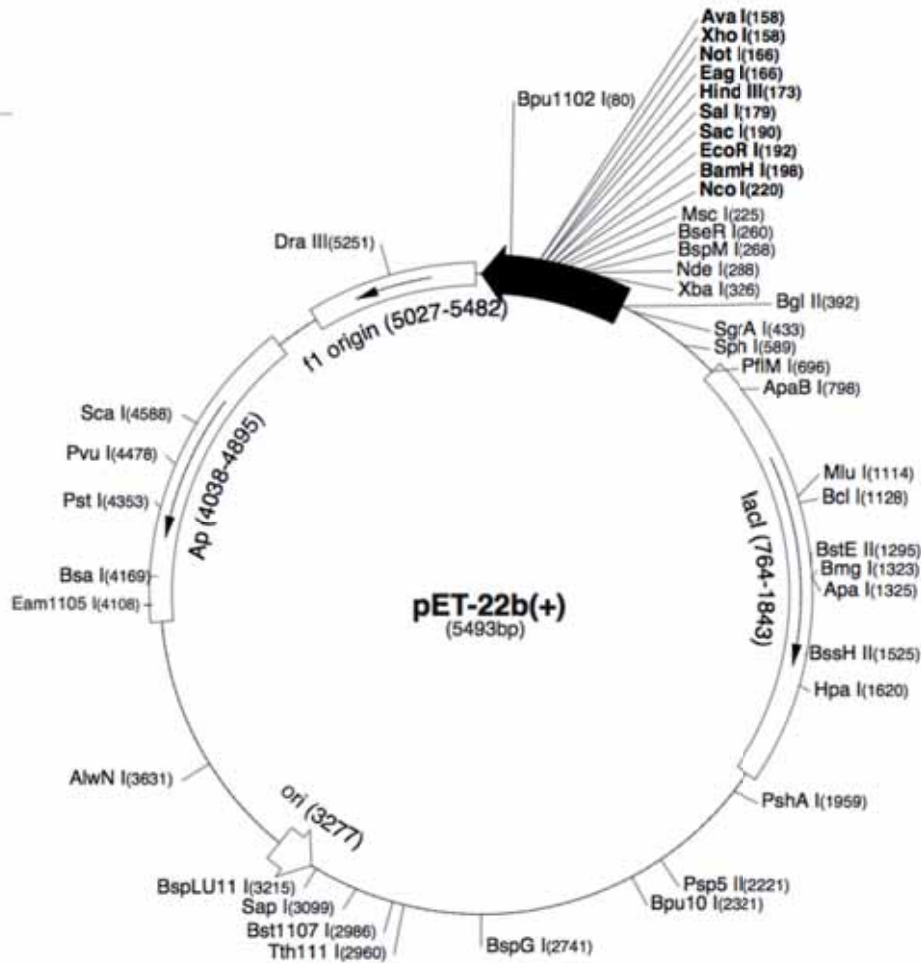 Ava I(158)
Xho I(158)
Not I(166)
Eag I(166)
Hind III(173)
Sal I(179)
Sac I(190)
EcoR I(192)
BamH I(198)
Nco I(220)
Bpu1102 I(80)
Msc I(225)
BseR I(260)
BspM I(268)
Nde I(288)
Xba I(326)
Bgl II(392)
SgrA I(433)
Sph I(589)
PflM I(696)
ApaB I(798)
Dra III(5251)
f1 origin (5027-5482)
Sca I(4588)
Pvu I(4478)
Pst I(4353)
Bsa I(4169)
Eam1105 I(4108)
Ap (4038-4895)
lacI (764-1843)
Mlu I(1114)
Bcl I(1128)
BstE II(1295)
Bmg I(1323)
Apa I(1325)
BssH II(1525)
Hpa I(1620)
pET-22b(+)
(5493bp)
AlwN I(3631)
ori (3277)
PshA I(1959)
BspLU11 I(3215)
Sap I(3099)
Bst1107 I(2986)
Tth111 I(2960)
BspG I(2741)
Psp5 II(2221)
Bpu10 I(2321)